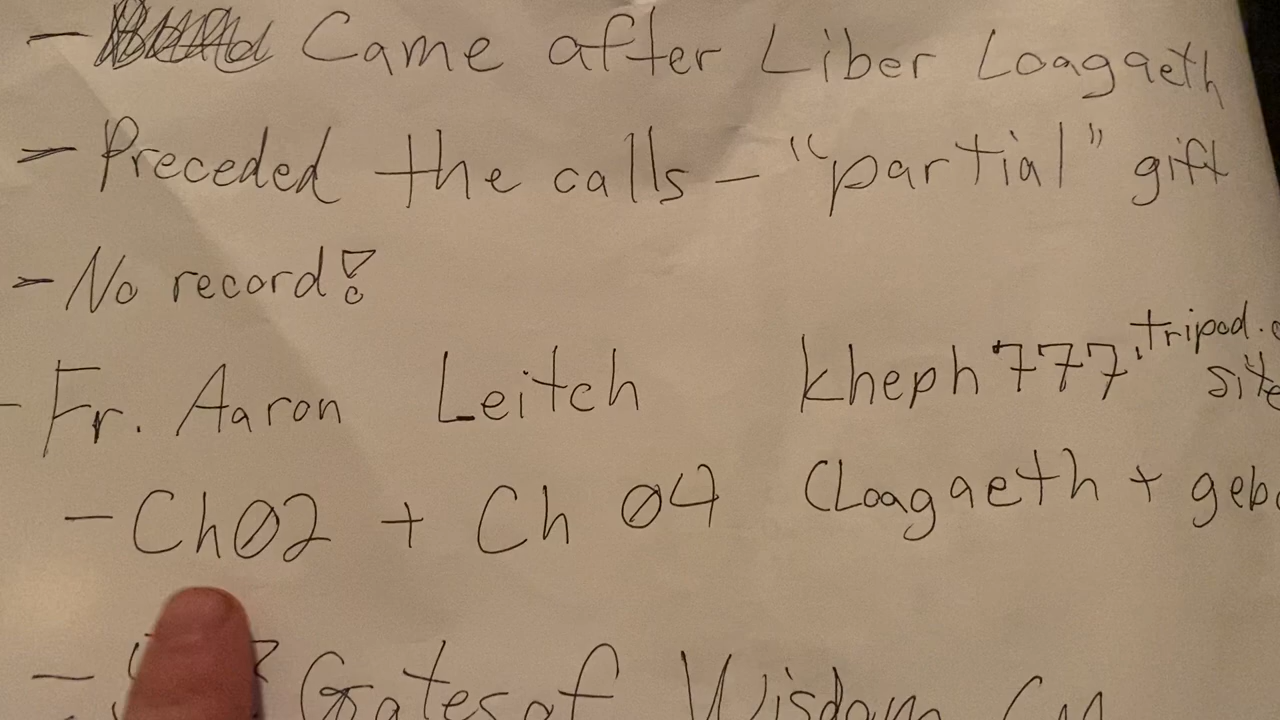 - Came after Liber Loagaeth
- Preceded the calls - "partial" gift
- No record!
- Fr. Aaron Leitch kheph777.tripod.
site
- Ch02 + Ch 04 (Loagaeth +
- Gates of Wisdom